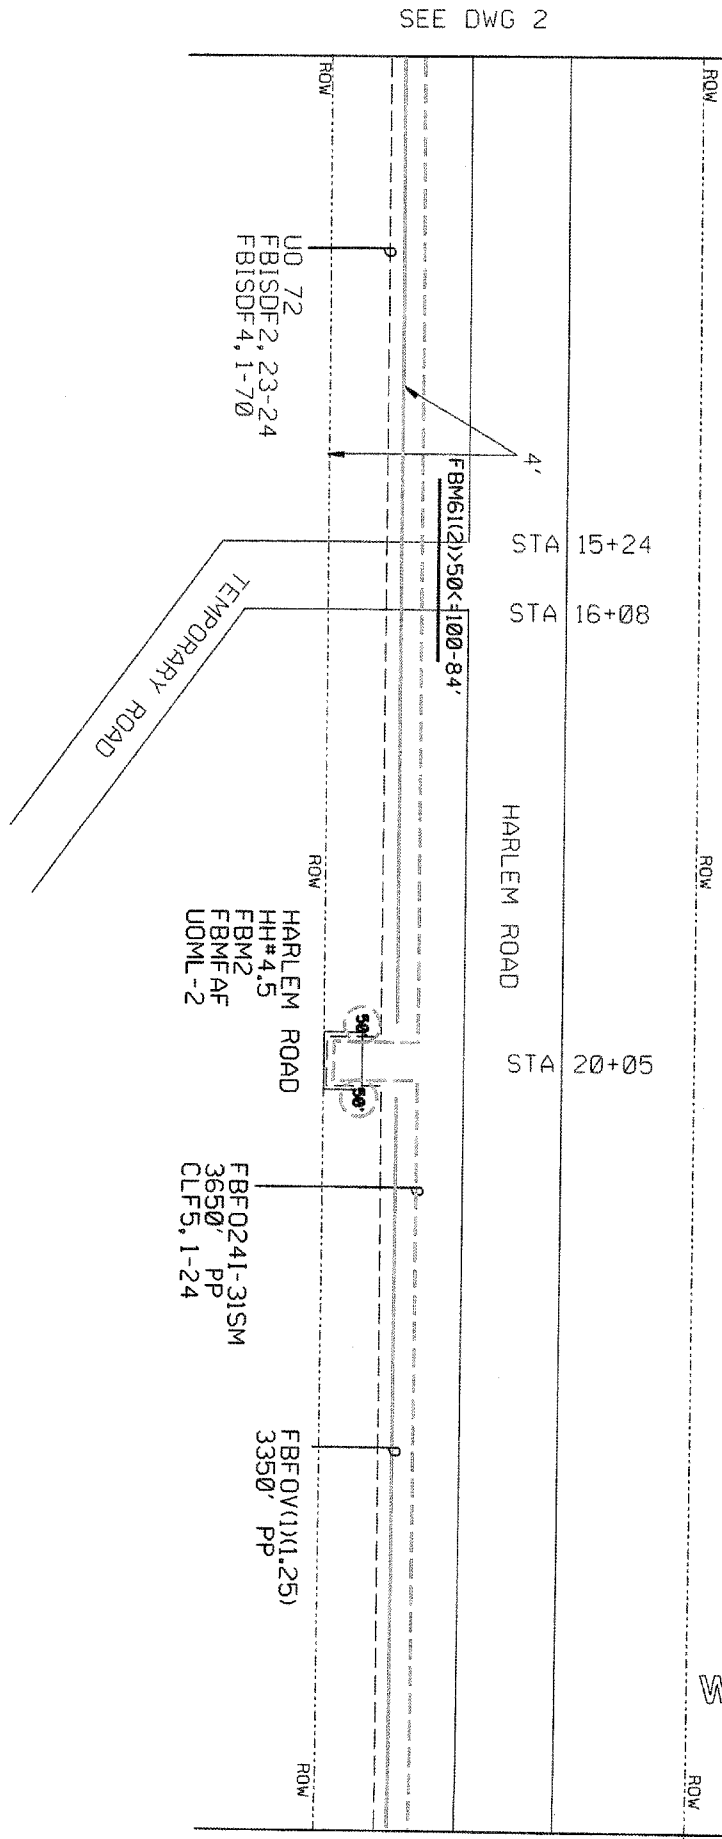 SEE DWG 2
ROW
ROW
UO 72
FBISDF2, 23-24
FBISDF4, 1-70
4'
FBM61(2)>50<=100-84'
STA 15+24
STA 16+08
TEMPORARY ROAD
HARLEM ROAD
ROW
ROW
HARLEM ROAD
HH#4.5
FBM2
FBMFAF
UOML-2
50'
50'
STA 20+05
FBFO24I-31SM
3650' PP
CLF5, 1-24
FBFOV(1)(1.25)
3350' PP
W
ROW
ROW